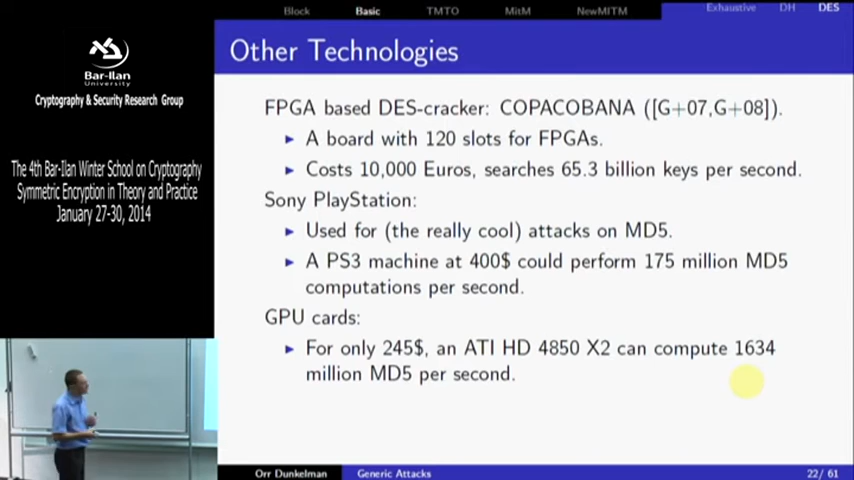 Block Basic TMTO MitM NewMITM Exhaustive DH DES
Other Technologies
Bar-Ilan
University
Cryptography & Security Research Group
The 4th Bar-Ilan Winter School on Cryptography
Symmetric Encryption in Theory and Practice
January 27-30, 2014
FPGA based DES-cracker: COPACOBANA ([G+07,G+08]).
► A board with 120 slots for FPGAs.
► Costs 10,000 Euros, searches 65.3 billion keys per second.
Sony PlayStation:
► Used for (the really cool) attacks on MD5.
► A PS3 machine at 400$ could perform 175 million MD5
computations per second.
GPU cards:
► For only 245$, an ATI HD 4850 X2 can compute 1634
million MD5 per second.
Orr Dunkelman Generic Attacks 22/ 61